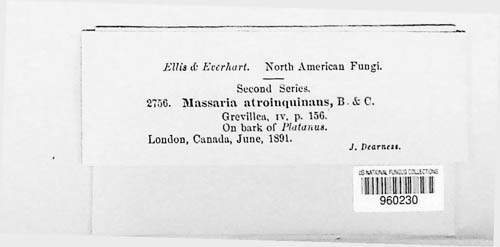 Ellis & Everhart. North American Fungi.
Second Series.
2756. Massaria atroinquinans, B. & C.
Grevillea, IV, p. 156.
On bark of Platanus.
London, Canada, June, 1891.
J. Dearness.
US NATIONAL FUNGUS COLLECTIONS
960230